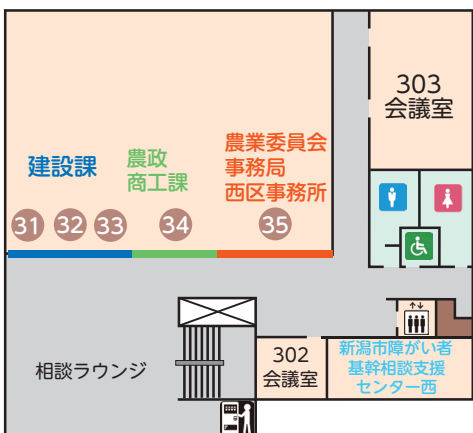 303
会議室
建設課
農政
商工課
農業委員会
事務局
西区事務所
31
32
33
34
35
相談ラウンジ
302
会議室
新潟市障がい者
基幹相談支援
センター西